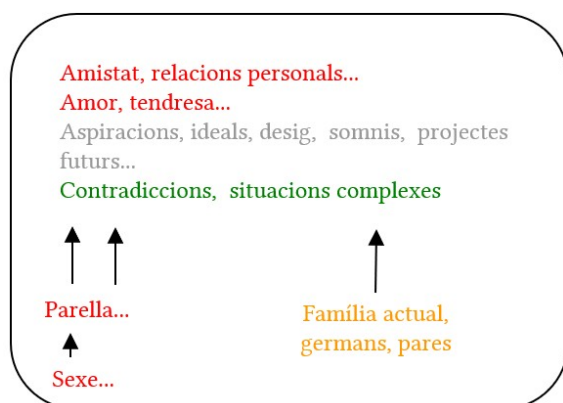 Amistat, relacions personals...
Amor, tendresa...
Aspiracions, ideals, desig, somnis, projectes
futurs...
Contradiccions, situacions complexes
Parella...
Família actual,
germans, pares
Sexe...